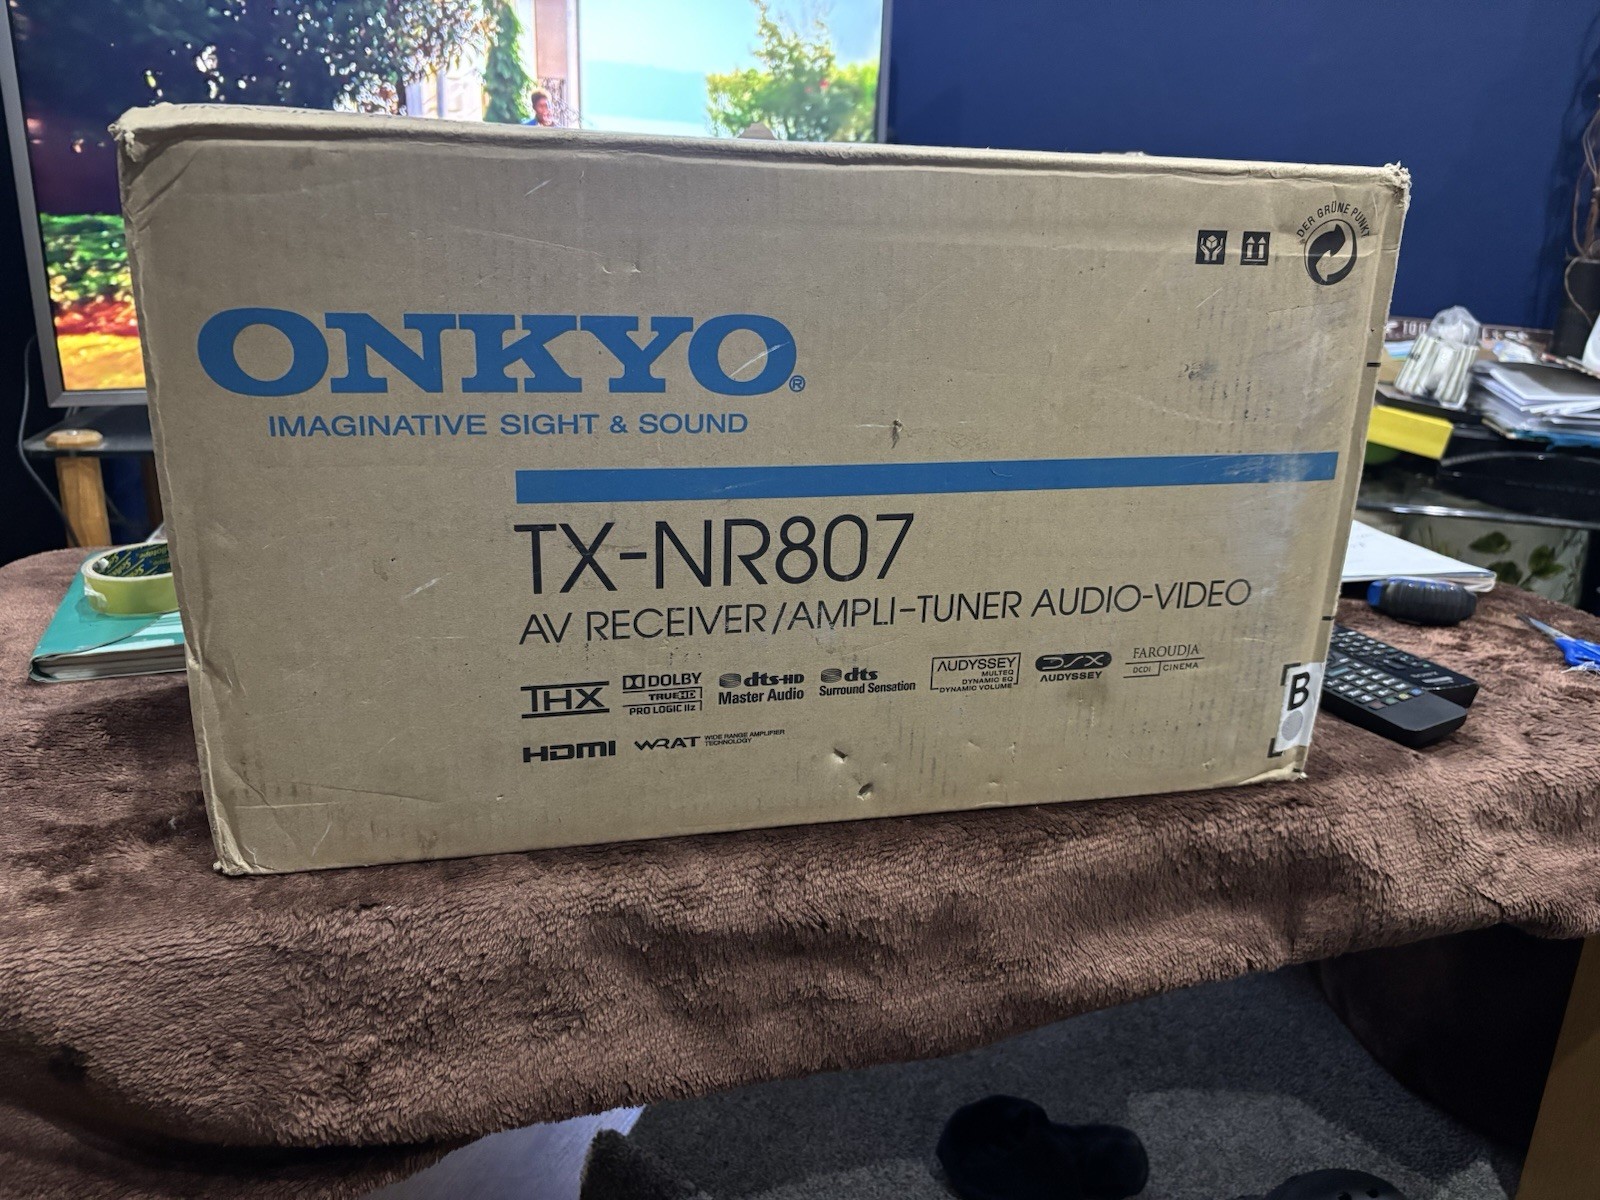 DER GRÜNE PUNKT
ONKYO®
IMAGINATIVE SIGHT & SOUND
TX-NR807
AV RECEIVER/AMPLI-TUNER AUDIO-VIDEO
THX
DOLBY
TRUEHD
PRO LOGIC IIz
dts-HD
Master Audio
dts
Surround Sensation
AUDYSSEY
MULTEQ
DYNAMIC EQ
DYNAMIC VOLUME
DSX
AUDYSSEY
FAROUDJA
DCDi CINEMA
B
HDMI
WRAT WIDE RANGE AMPLIFIER
TECHNOLOGY